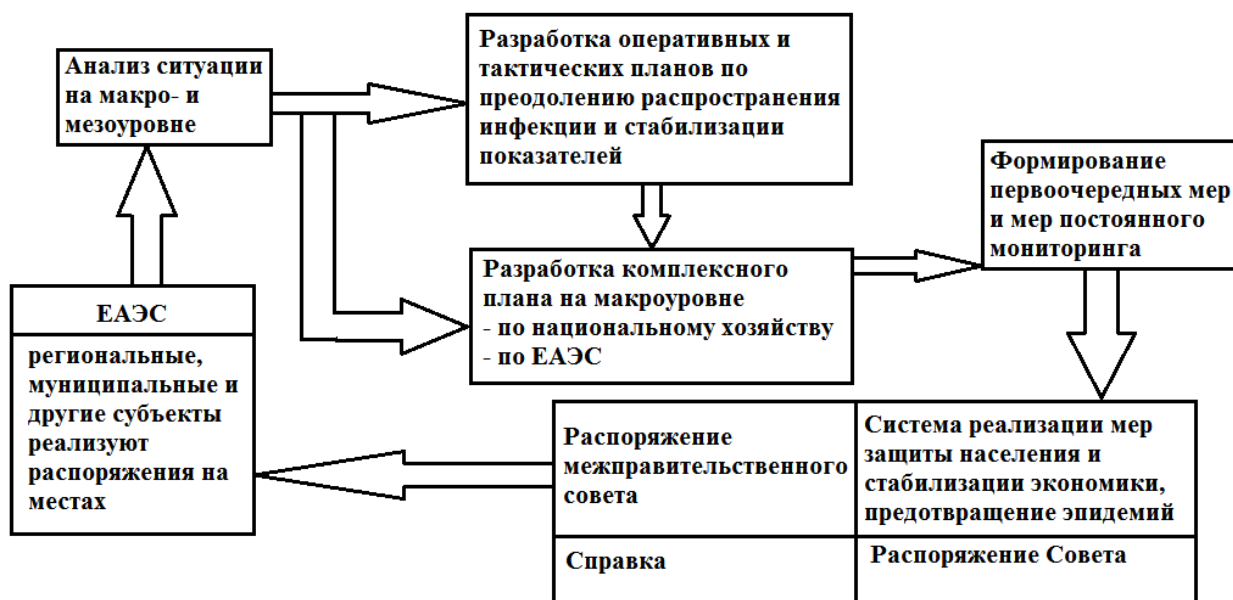 Анализ ситуации
на макро- и
мезоуровне
Разработка оперативных и
тактических планов по
преодолению распространения
инфекции и стабилизации
показателей
Формирование
первоочередных мер
и мер постоянного
мониторинга
Разработка комплексного
плана на макроуровне
- по национальному хозяйству
- по ЕАЭС
ЕАЭС
региональные,
муниципальные и
другие субъекты
реализуют
распоряжения на
местах
Распоряжение
межправительственного
совета
Система реализации мер
защиты населения и
стабилизации экономики,
предотвращение эпидемий
Справка
Распоряжение Совета